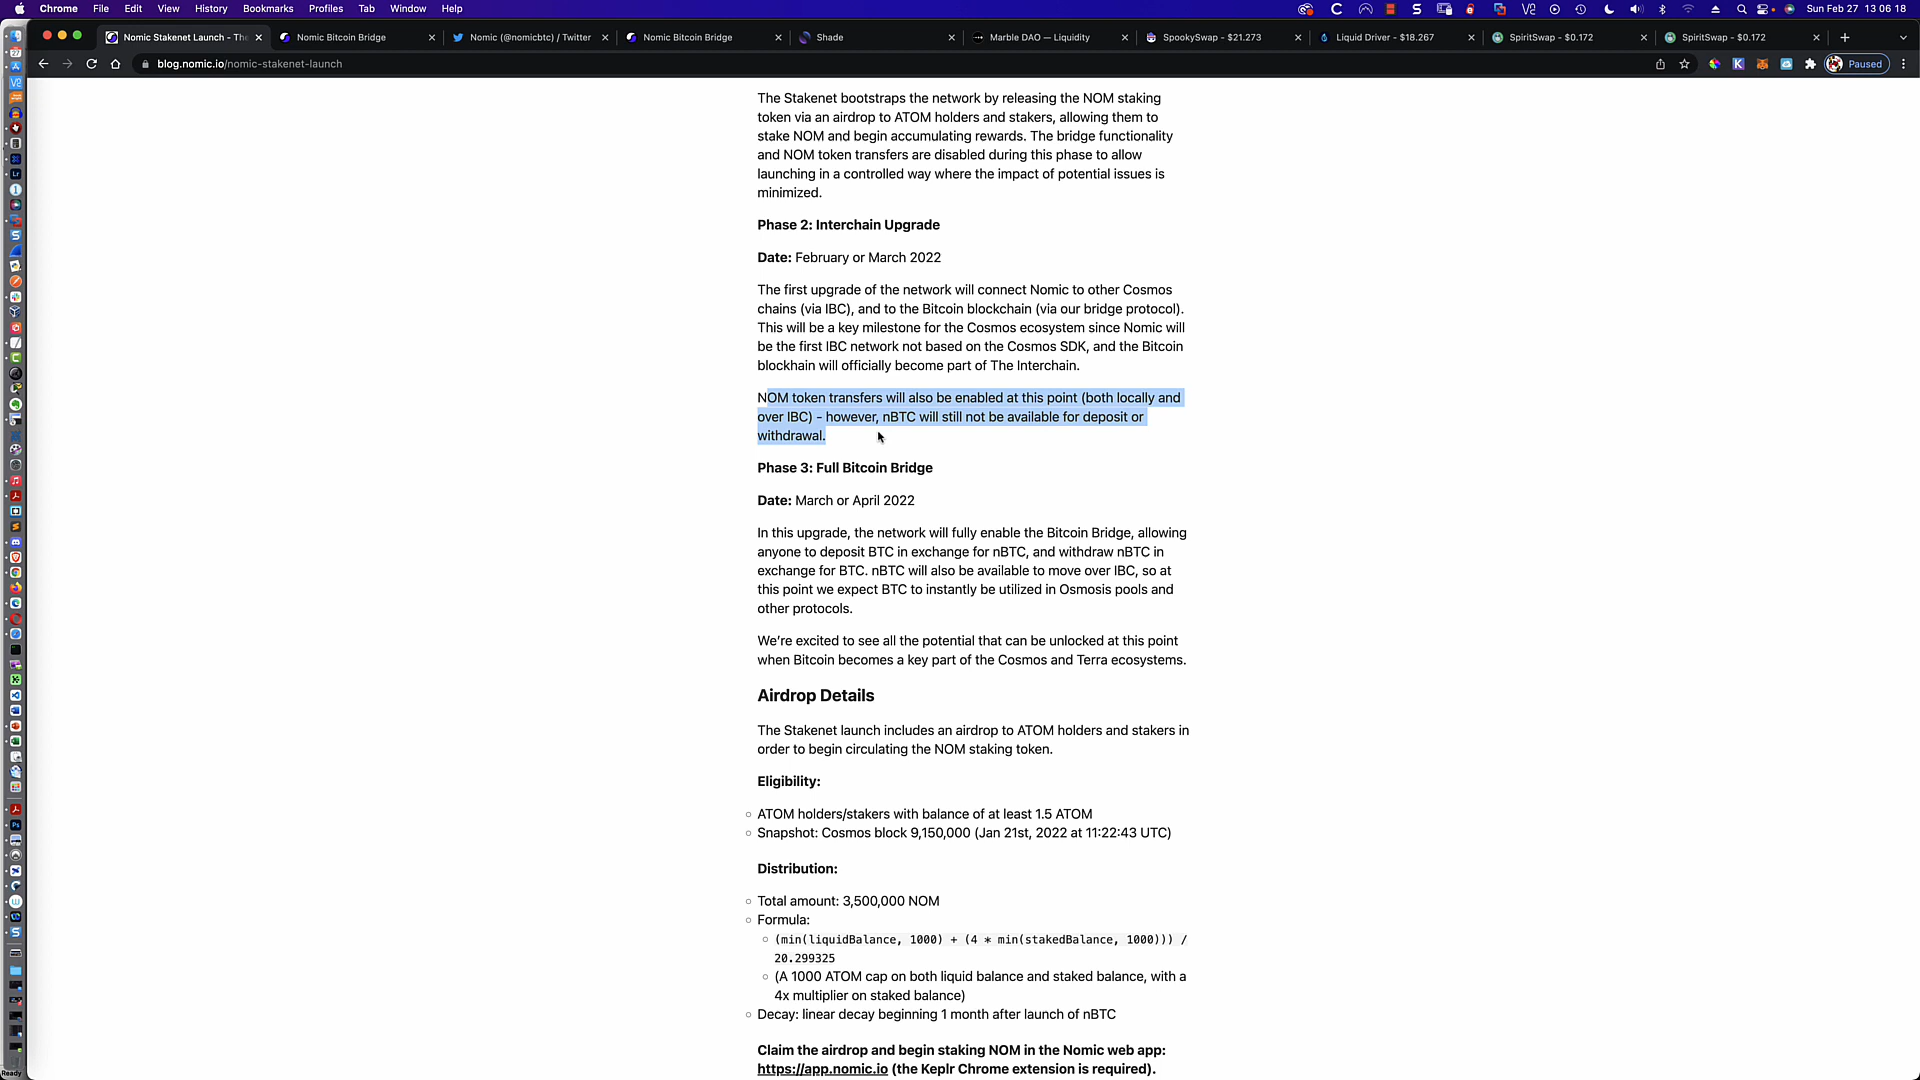 Chrome File Edit View History Bookmarks Profiles Tab Window Help Sun Feb 27 13 06 18
Nomic Stakenet Launch - The Nomic Bitcoin Bridge Nomic (@nomicbtc) / Twitter Nomic Bitcoin Bridge Shade Marble DAO — Liquidity SpookySwap - $21.273 Liquid Driver - $18.267 SpiritSwap - $0.172 SpiritSwap - $0.172
blog.nomic.io/nomic-stakenet-launch Paused
The Stakenet bootstraps the network by releasing the NOM staking
token via an airdrop to ATOM holders and stakers, allowing them to
stake NOM and begin accumulating rewards. The bridge functionality
and NOM token transfers are disabled during this phase to allow
launching in a controlled way where the impact of potential issues is
minimized.
Phase 2: Interchain Upgrade
Date: February or March 2022
The first upgrade of the network will connect Nomic to other Cosmos
chains (via IBC), and to the Bitcoin blockchain (via our bridge protocol).
This will be a key milestone for the Cosmos ecosystem since Nomic will
be the first IBC network not based on the Cosmos SDK, and the Bitcoin
blockhain will officially become part of The Interchain.
NOM token transfers will also be enabled at this point (both locally and
over IBC) - however, nBTC will still not be available for deposit or
withdrawal.
Phase 3: Full Bitcoin Bridge
Date: March or April 2022
In this upgrade, the network will fully enable the Bitcoin Bridge, allowing
anyone to deposit BTC in exchange for nBTC, and withdraw nBTC in
exchange for BTC. nBTC will also be available to move over IBC, so at
this point we expect BTC to instantly be utilized in Osmosis pools and
other protocols.
We're excited to see all the potential that can be unlocked at this point
when Bitcoin becomes a key part of the Cosmos and Terra ecosystems.
Airdrop Details
The Stakenet launch includes an airdrop to ATOM holders and stakers in
order to begin circulating the NOM staking token.
Eligibility:
ATOM holders/stakers with balance of at least 1.5 ATOM
Snapshot: Cosmos block 9,150,000 (Jan 21st, 2022 at 11:22:43 UTC)
Distribution:
Total amount: 3,500,000 NOM
Formula:
(min(liquidBalance, 1000) + (4 * min(stakedBalance, 1000))) /
20.299325
(A 1000 ATOM cap on both liquid balance and staked balance, with a
4x multiplier on staked balance)
Decay: linear decay beginning 1 month after launch of nBTC
Claim the airdrop and begin staking NOM in the Nomic web app:
https://app.nomic.io (the Keplr Chrome extension is required).
Ready